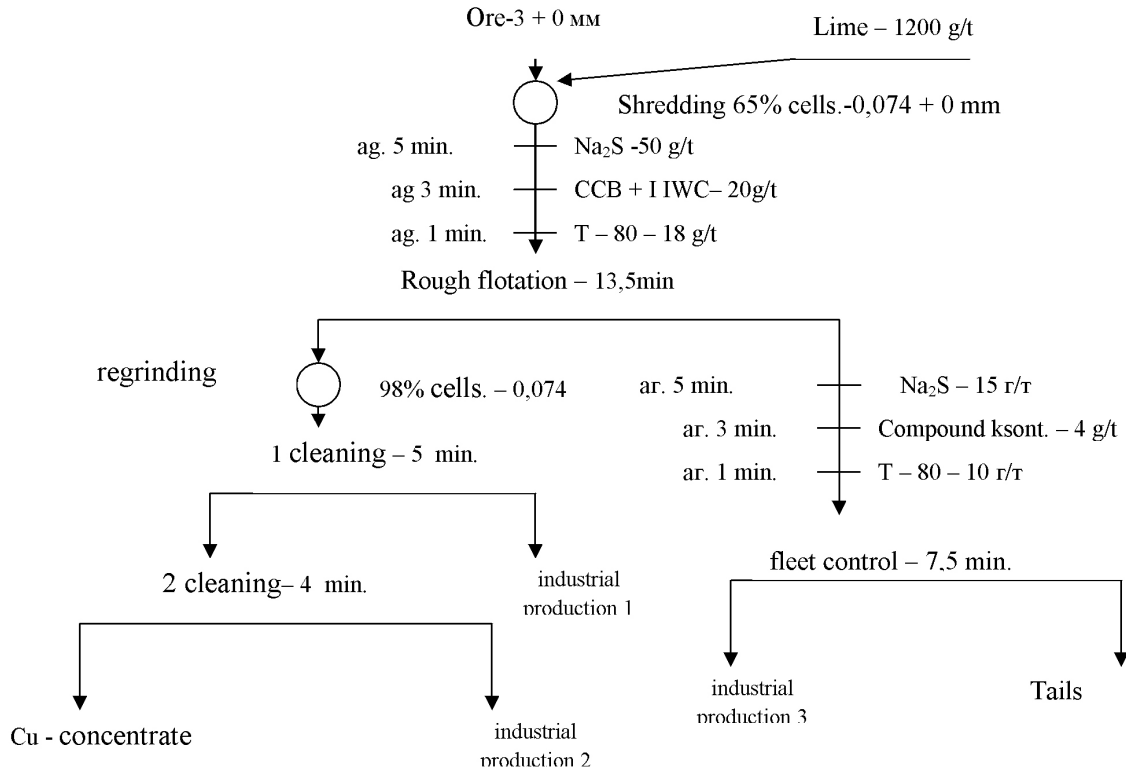 Ore-3 + 0 мм
Lime – 1200 g/t
Shredding 65% cells.-0,074 + 0 mm
ag. 5 min.
Na₂S -50 g/t
ag 3 min.
CCB + I IWC– 20g/t
ag. 1 min.
T – 80 – 18 g/t
Rough flotation – 13,5min
regrinding
98% cells. – 0,074
1 cleaning – 5 min.
аг. 5 min.
Na₂S – 15 г/т
аг. 3 min.
Compound ksont. – 4 g/t
аг. 1 min.
T – 80 – 10 г/т
2 cleaning– 4 min.
industrial
production 1
fleet control – 7,5 min.
Cu - concentrate
industrial
production 2
industrial
production 3
Tails